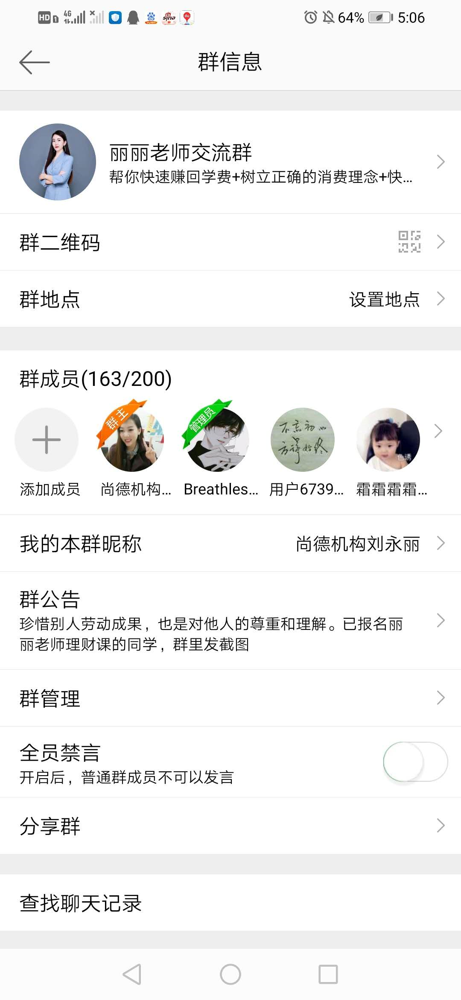 HD 1 4G 64% 5:06
群信息
丽丽老师交流群
帮你快速赚回学费+树立正确的消费理念+快...
群二维码
群地点 设置地点
群成员(163/200)
群主 管理员
不忘初心
方得始终
色诱
添加成员 尚德机构... Breathles... 用户6739... 霜霜霜霜...
我的本群昵称 尚德机构刘永丽
群公告
珍惜别人劳动成果，也是对他人的尊重和理解。已报名丽
丽老师理财课的同学，群里发截图
群管理
全员禁言
开启后，普通群成员不可以发言
分享群
查找聊天记录